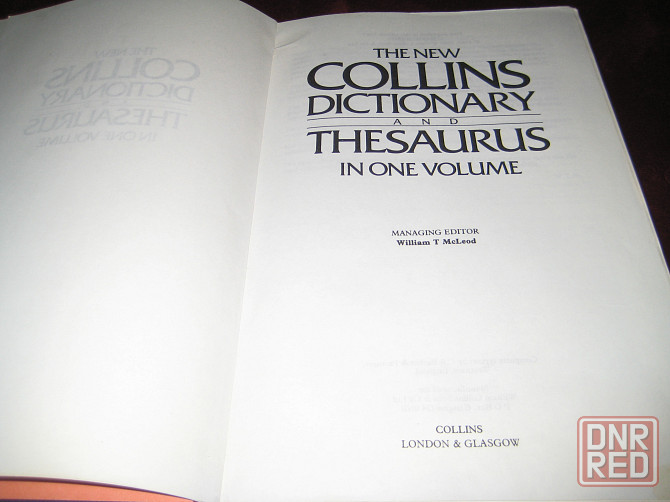 THE NEW
COLLINS
DICTIONARY
AND
THESAURUS
IN ONE VOLUME
MANAGING EDITOR
William T McLeod
COLLINS
LONDON & GLASGOW
DNR
RED